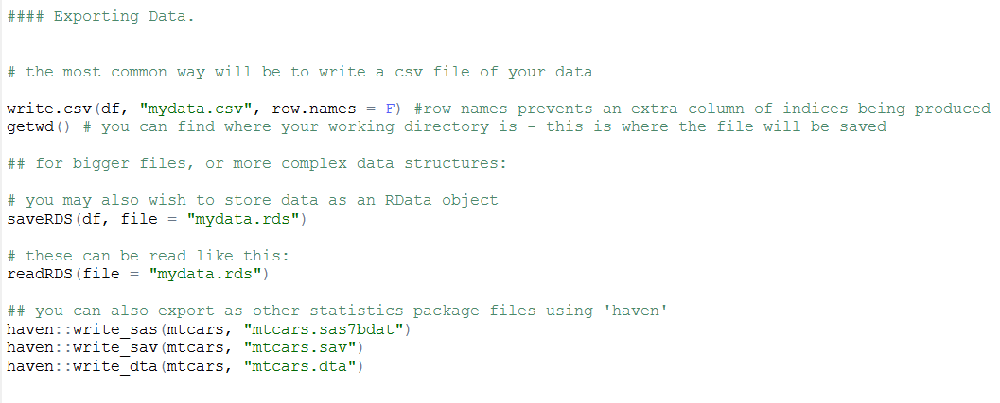 #### Exporting Data.
# the most common way will be to write a csv file of your data
write.csv(df, "mydata.csv", row.names = F) #row names prevents an extra column of indices being produced
getwd() # you can find where your working directory is - this is where the file will be saved
## for bigger files, or more complex data structures:
# you may also wish to store data as an RData object
saveRDS(df, file = "mydata.rds")
# these can be read like this:
readRDS(file = "mydata.rds")
## you can also export as other statistics package files using 'haven'
haven::write_sas(mtcars, "mtcars.sas7bdat")
haven::write_sav(mtcars, "mtcars.sav")
haven::write_dta(mtcars, "mtcars.dta")